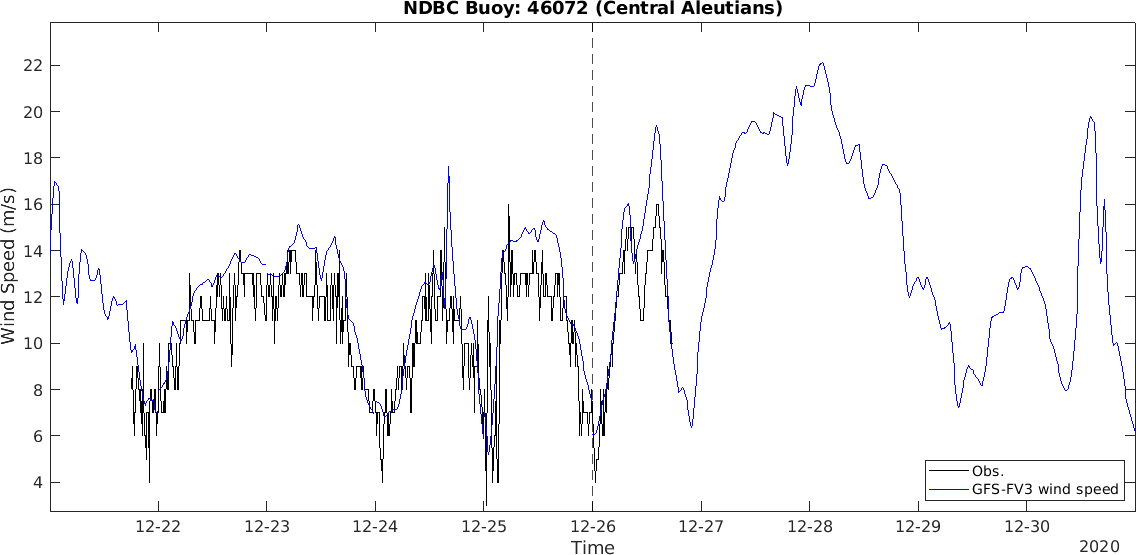 NDBC Buoy: 46072 (Central Aleutians)
22
20
18
16
14
12
10
8
6
4
Wind Speed (m/s)
Obs.
GFS-FV3 wind speed
12-22 12-23 12-24 12-25 12-26 12-27 12-28 12-29 12-30
Time
2020